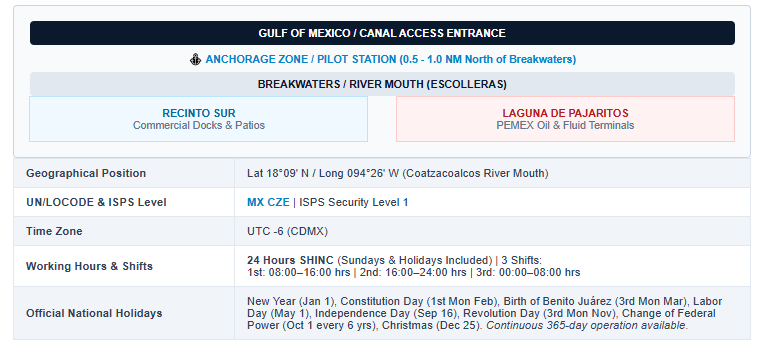 GULF OF MEXICO / CANAL ACCESS ENTRANCE
ANCHORAGE ZONE / PILOT STATION (0.5 - 1.0 NM North of Breakwaters)
BREAKWATERS / RIVER MOUTH (ESCOLLERAS)
RECINTO SUR
Commercial Docks & Patios
LAGUNA DE PAJARITOS
PEMEX Oil & Fluid Terminals
Geographical Position
Lat 18°09' N / Long 094°26' W (Coatzacoalcos River Mouth)
UN/LOCODE & ISPS Level
MX CZE | ISPS Security Level 1
Time Zone
UTC -6 (CDMX)
Working Hours & Shifts
24 Hours SHINC (Sundays & Holidays Included) | 3 Shifts:
1st: 08:00–16:00 hrs | 2nd: 16:00–24:00 hrs | 3rd: 00:00–08:00 hrs
Official National Holidays
New Year (Jan 1), Constitution Day (1st Mon Feb), Birth of Benito Juárez (3rd Mon Mar), Labor
Day (May 1), Independence Day (Sep 16), Revolution Day (3rd Mon Nov), Change of Federal
Power (Oct 1 every 6 yrs), Christmas (Dec 25). Continuous 365-day operation available.